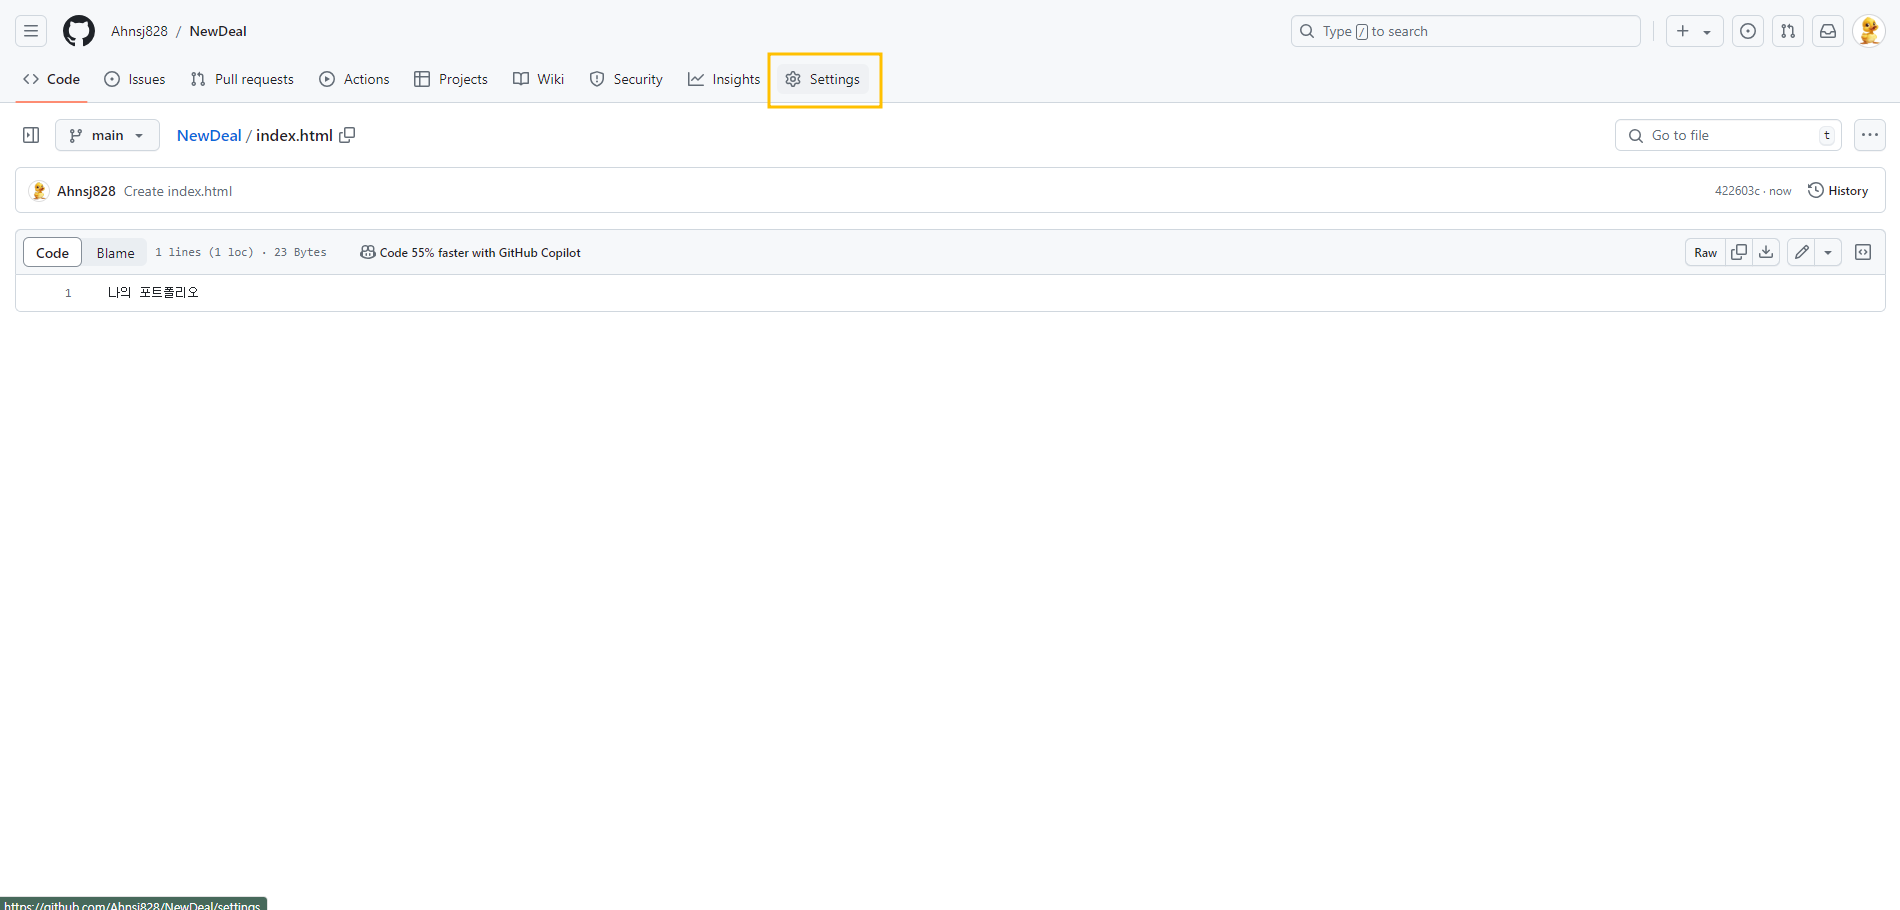 Ahnsj828 / NewDeal
Type / to search
Code Issues Pull requests Actions Projects Wiki Security Insights Settings
main
NewDeal / index.html
Go to file
t
Ahnsj828 Create index.html
422603c · now
History
Code Blame
1 lines (1 loc) · 23 Bytes
Code 55% faster with GitHub Copilot
Raw
1 나의 포트폴리오
https://github.com/Ahnsj828/NewDeal/settings